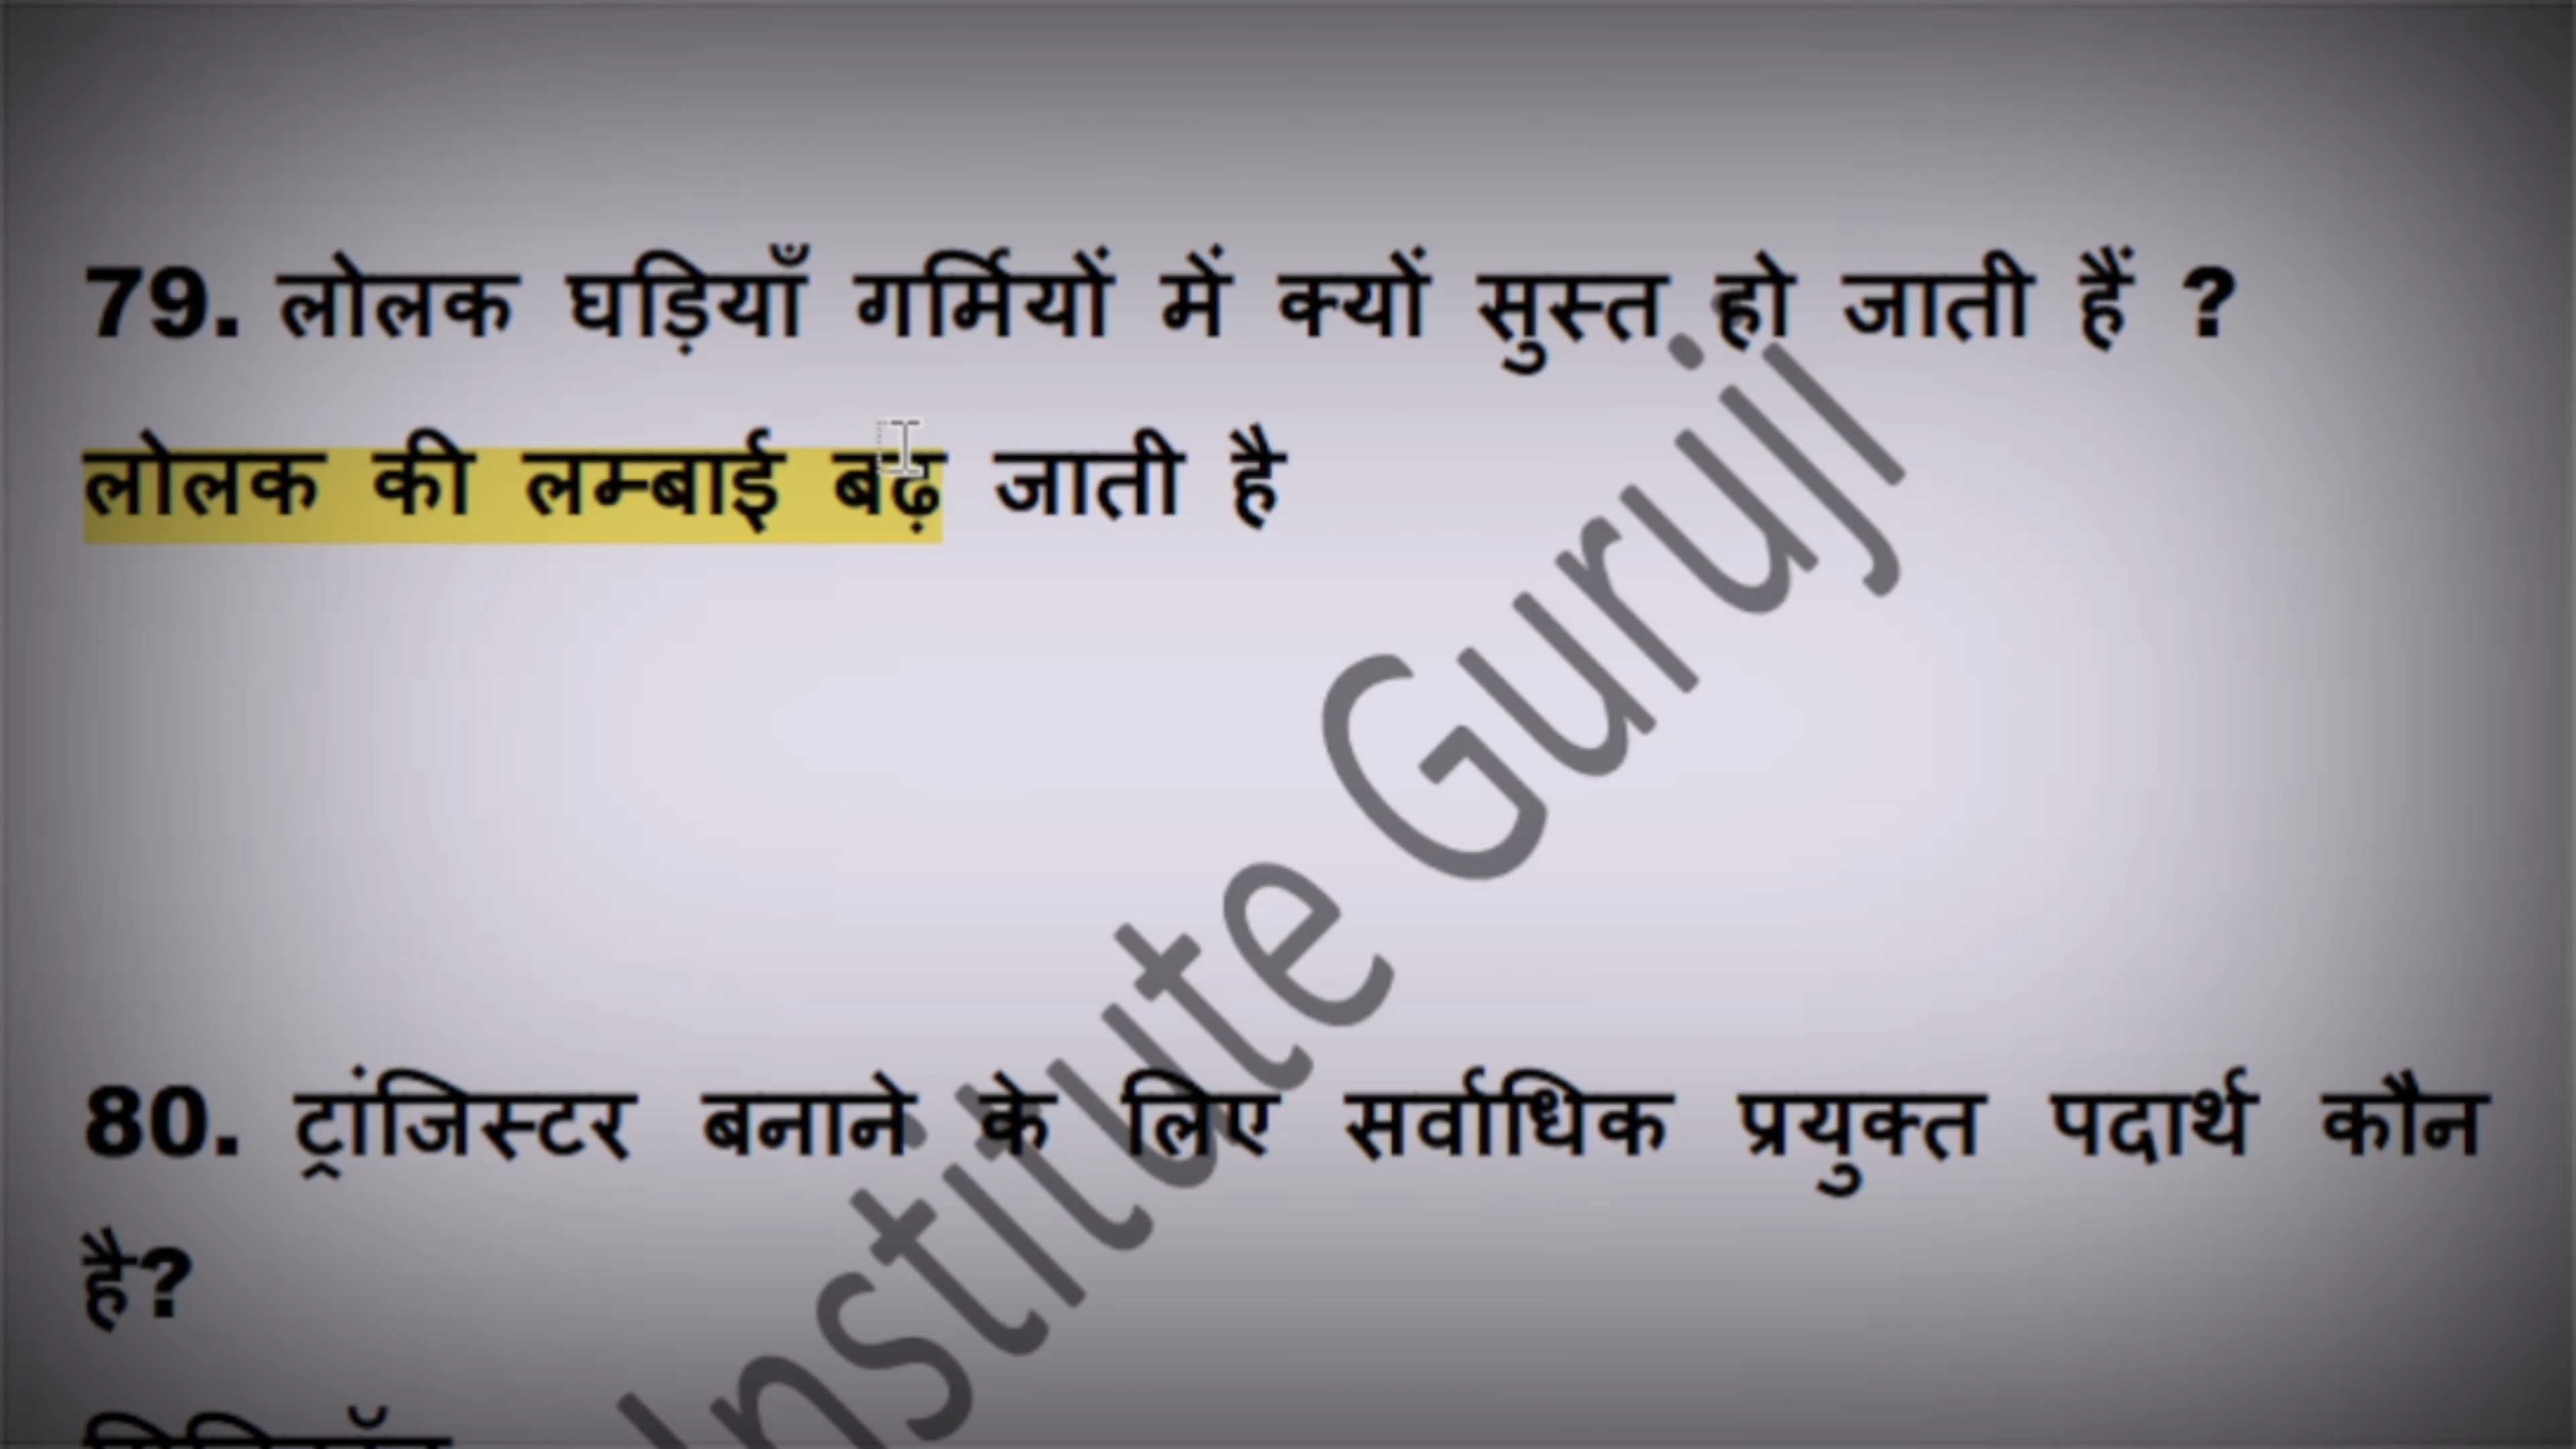 79. लोलक घड़ियाँ गर्मियों में क्यों सुस्त हो जाती हैं ?
लोलक की लम्बाई बढ़ जाती है
Institute Guruji
80. ट्रांजिस्टर बनाने के लिए सर्वाधिक प्रयुक्त पदार्थ कौन
है?